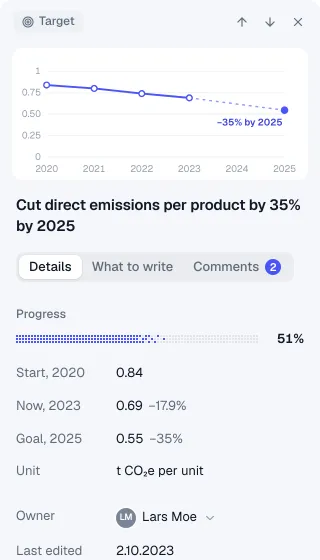 Target
1
0.75
0.50
0.25
0
−35% by 2025
2020 2021 2022 2023 2024 2025
Cut direct emissions per product by 35%
by 2025
Details What to write Comments 2
Progress
51%
Start, 2020 0.84
Now, 2023 0.69 −17.9%
Goal, 2025 0.55 −35%
Unit t CO₂e per unit
Owner LM Lars Moe
Last edited 2.10.2023